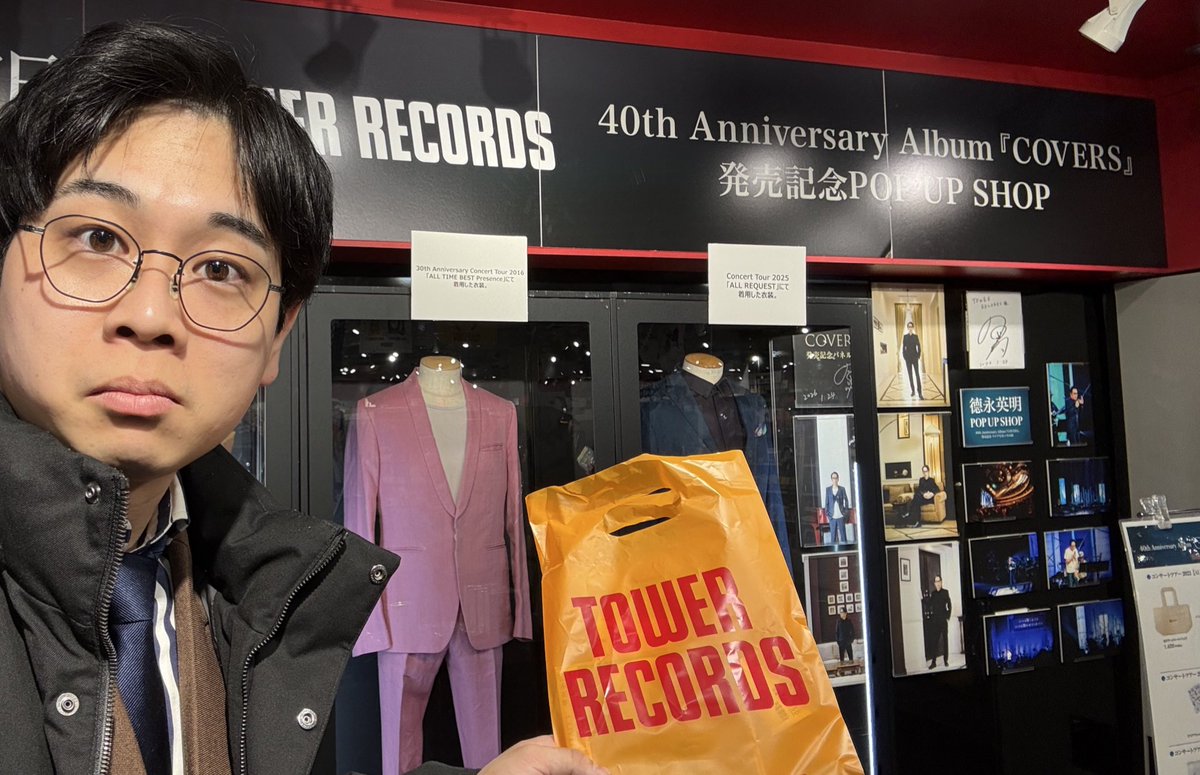 TOWER RECORDS
40th Anniversary Album『COVERS』
発売記念POP UP SHOP
30th Anniversary Concert Tour 2016
「ALL TIME BEST Presence」にて
着用した衣装。
Concert Tour 2025
「ALL REQUEST」にて
着用した衣装。
COVER
発売記念パネル
徳永英明
POP UP SHOP
TOWER
RECORDS
40th Anniversary